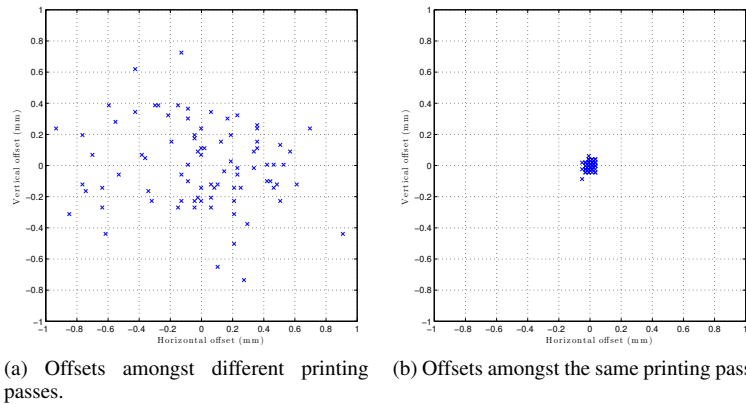 1
0.8
0.6
0.4
0.2
0
−0.2
−0.4
−0.6
−0.8
−1
Vertical offset (mm)
−1 −0.8 −0.6 −0.4 −0.2 0 0.2 0.4 0.6 0.8 1
Horizontal offset (mm)
(a) Offsets amongst different printing
passes.
1
0.8
0.6
0.4
0.2
0
−0.2
−0.4
−0.6
−0.8
−1
Vertical offset (mm)
−1 −0.8 −0.6 −0.4 −0.2 0 0.2 0.4 0.6 0.8 1
Horizontal offset (mm)
(b) Offsets amongst the same printing pas